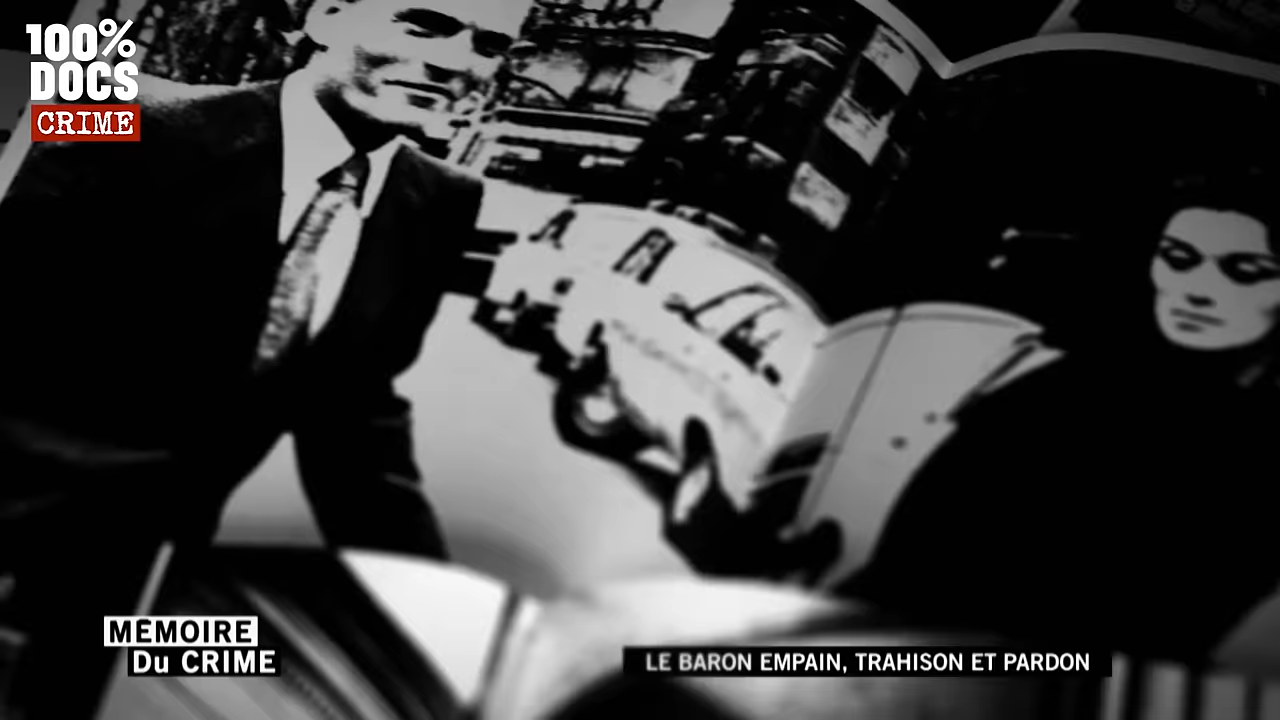 100%
DOCS
CRIME
MÉMOIRE
Du CRIME
LE BARON EMPAIN, TRAHISON ET PARDON